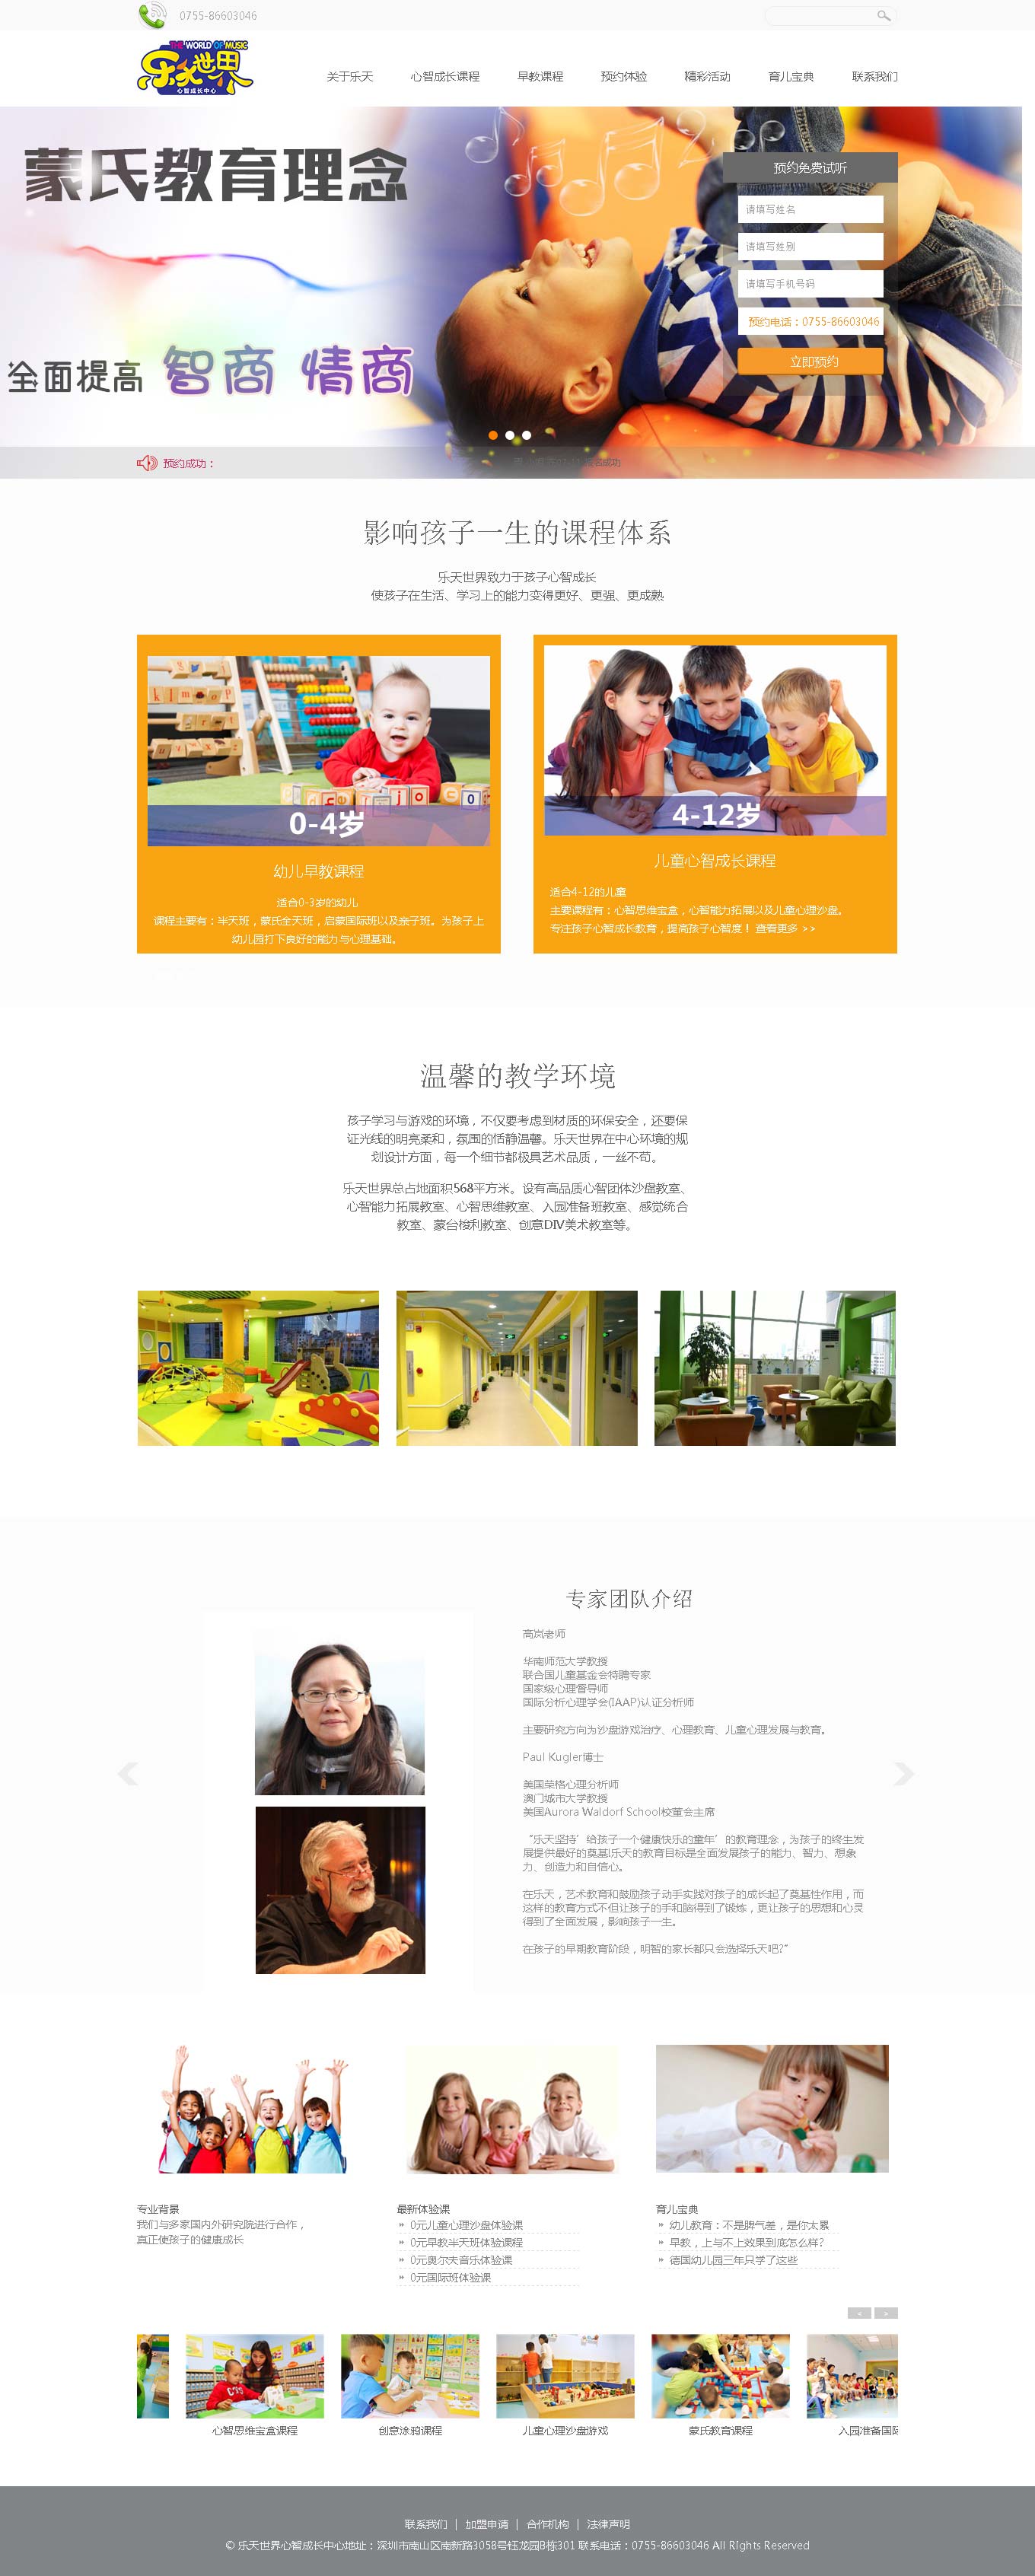 0755-86603046
THE WORLD OF MUSIC
乐天世界
心智成长中心
关于乐天 心智成长课程 早教课程 预约体验 精彩活动 育儿宝典 联系我们
蒙氏教育理念
全面提高 智商 情商
预约免费试听
请填写姓名
请填写姓别
请填写手机号码
预约电话：0755-86603046
立即预约
预约成功：
影响孩子一生的课程体系
乐天世界致力于孩子心智成长
使孩子在生活、学习上的能力变得更好、更强、更成熟
0-4岁
幼儿早教课程
适合0-3岁的幼儿
课程主要有：半天班，蒙氏全天班，启蒙国际班以及亲子班。为孩子上
幼儿园打下良好的能力与心理基础。
4-12岁
儿童心智成长课程
适合4-12的儿童
主要课程有：心智思维宝盒，心智能力拓展以及儿童心理沙盘。
专注孩子心智成长教育，提高孩子心智度！ 查看更多 >>
温馨的教学环境
孩子学习与游戏的环境，不仅要考虑到材质的环保安全，还要保
证光线的明亮柔和，氛围的恬静温馨。乐天世界在中心环境的规
划设计方面，每一个细节都极具艺术品质，一丝不苟。
乐天世界总占地面积568平方米。设有高品质心智团体沙盘教室、
心智能力拓展教室、心智思维教室、入园准备班教室、感觉统合
教室、蒙台梭利教室、创意DIV美术教室等。
专家团队介绍
高岚老师
华南师范大学教授
联合国儿童基金会特聘专家
国家级心理督导师
国际分析心理学会(IAAP)认证分析师
主要研究方向为沙盘游戏治疗、心理教育、儿童心理发展与教育。
Paul Kugler博士
美国荣格心理分析师
澳门城市大学教授
美国Aurora Waldorf School校董会主席
“乐天坚持’给孩子一个健康快乐的童年’的教育理念，为孩子的终生发
展提供最好的奠基!乐天的教育目标是全面发展孩子的能力、智力、想象
力、创造力和自信心。
在乐天，艺术教育和鼓励孩子动手实践对孩子的成长起了奠基性作用，而
这样的教育方式不但让孩子的手和脑得到了锻炼，更让孩子的思想和心灵
得到了全面发展，影响孩子一生。
在孩子的早期教育阶段，明智的家长都只会选择乐天吧?”
专业背景
我们与多家国内外研究院进行合作，
真正使孩子的健康成长
最新体验课
0元儿童心理沙盘体验课
0元早教半天班体验课程
0元奥尔夫音乐体验课
0元国际班体验课
育儿宝典
幼儿教育：不是脾气差，是你太累
早教，上与不上效果到底怎么样？
德国幼儿园三年只学了这些
< >
心智思维宝盒课程 创意涂鸦课程 儿童心理沙盘游戏 蒙氏教育课程 入园准备国际
联系我们 | 加盟申请 | 合作机构 | 法律声明
© 乐天世界心智成长中心地址：深圳市南山区南新路3058号钰龙园B栋301 联系电话：0755-86603046 All Rights Reserved